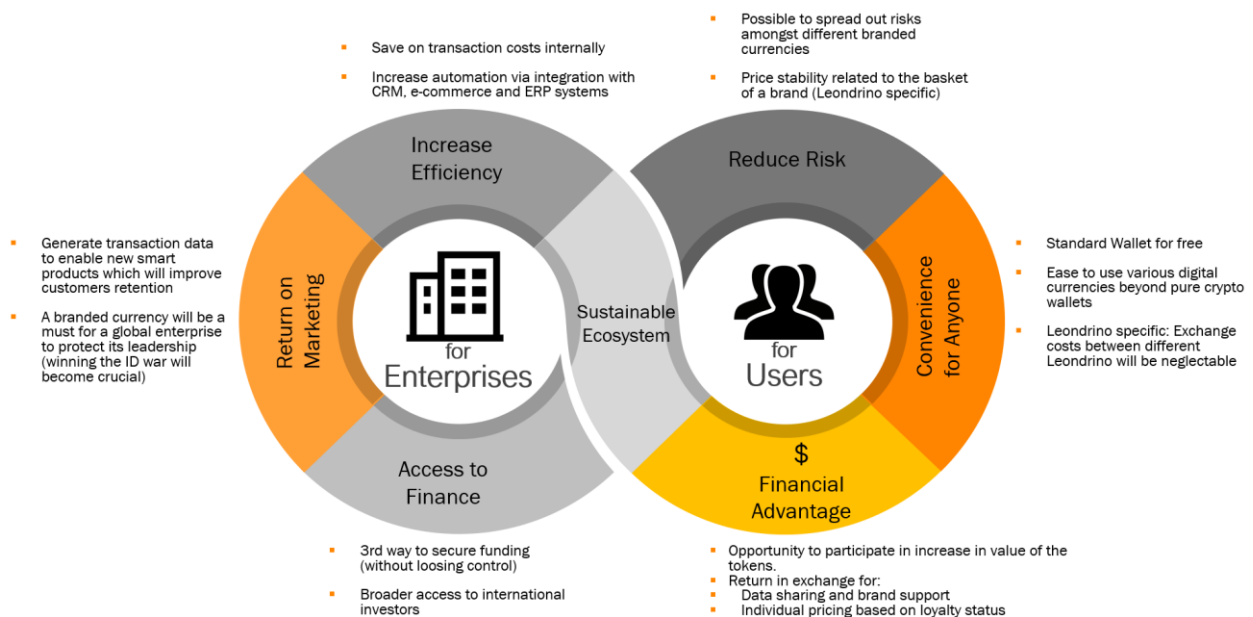 Save on transaction costs internally
Increase automation via integration with
CRM, e-commerce and ERP systems
Possible to spread out risks
amongst different branded
currencies
Price stability related to the basket
of a brand (Leondrino specific)
Increase
Efficiency
Reduce Risk
Generate transaction data
to enable new smart
products which will improve
customers retention
A branded currency will be a
must for a global enterprise
to protect its leadership
(winning the ID war will
become crucial)
Return on
Marketing
for
Enterprises
Sustainable
Ecosystem
for
Users
Convenience
for Anyone
Standard Wallet for free
Ease to use various digital
currencies beyond pure crypto
wallets
Leondrino specific: Exchange
costs between different
Leondrino will be neglectable
Access to
Finance
$
Financial
Advantage
3rd way to secure funding
(without loosing control)
Broader access to international
investors
Opportunity to participate in increase in value of the
tokens.
Return in exchange for:
Data sharing and brand support
Individual pricing based on loyalty status